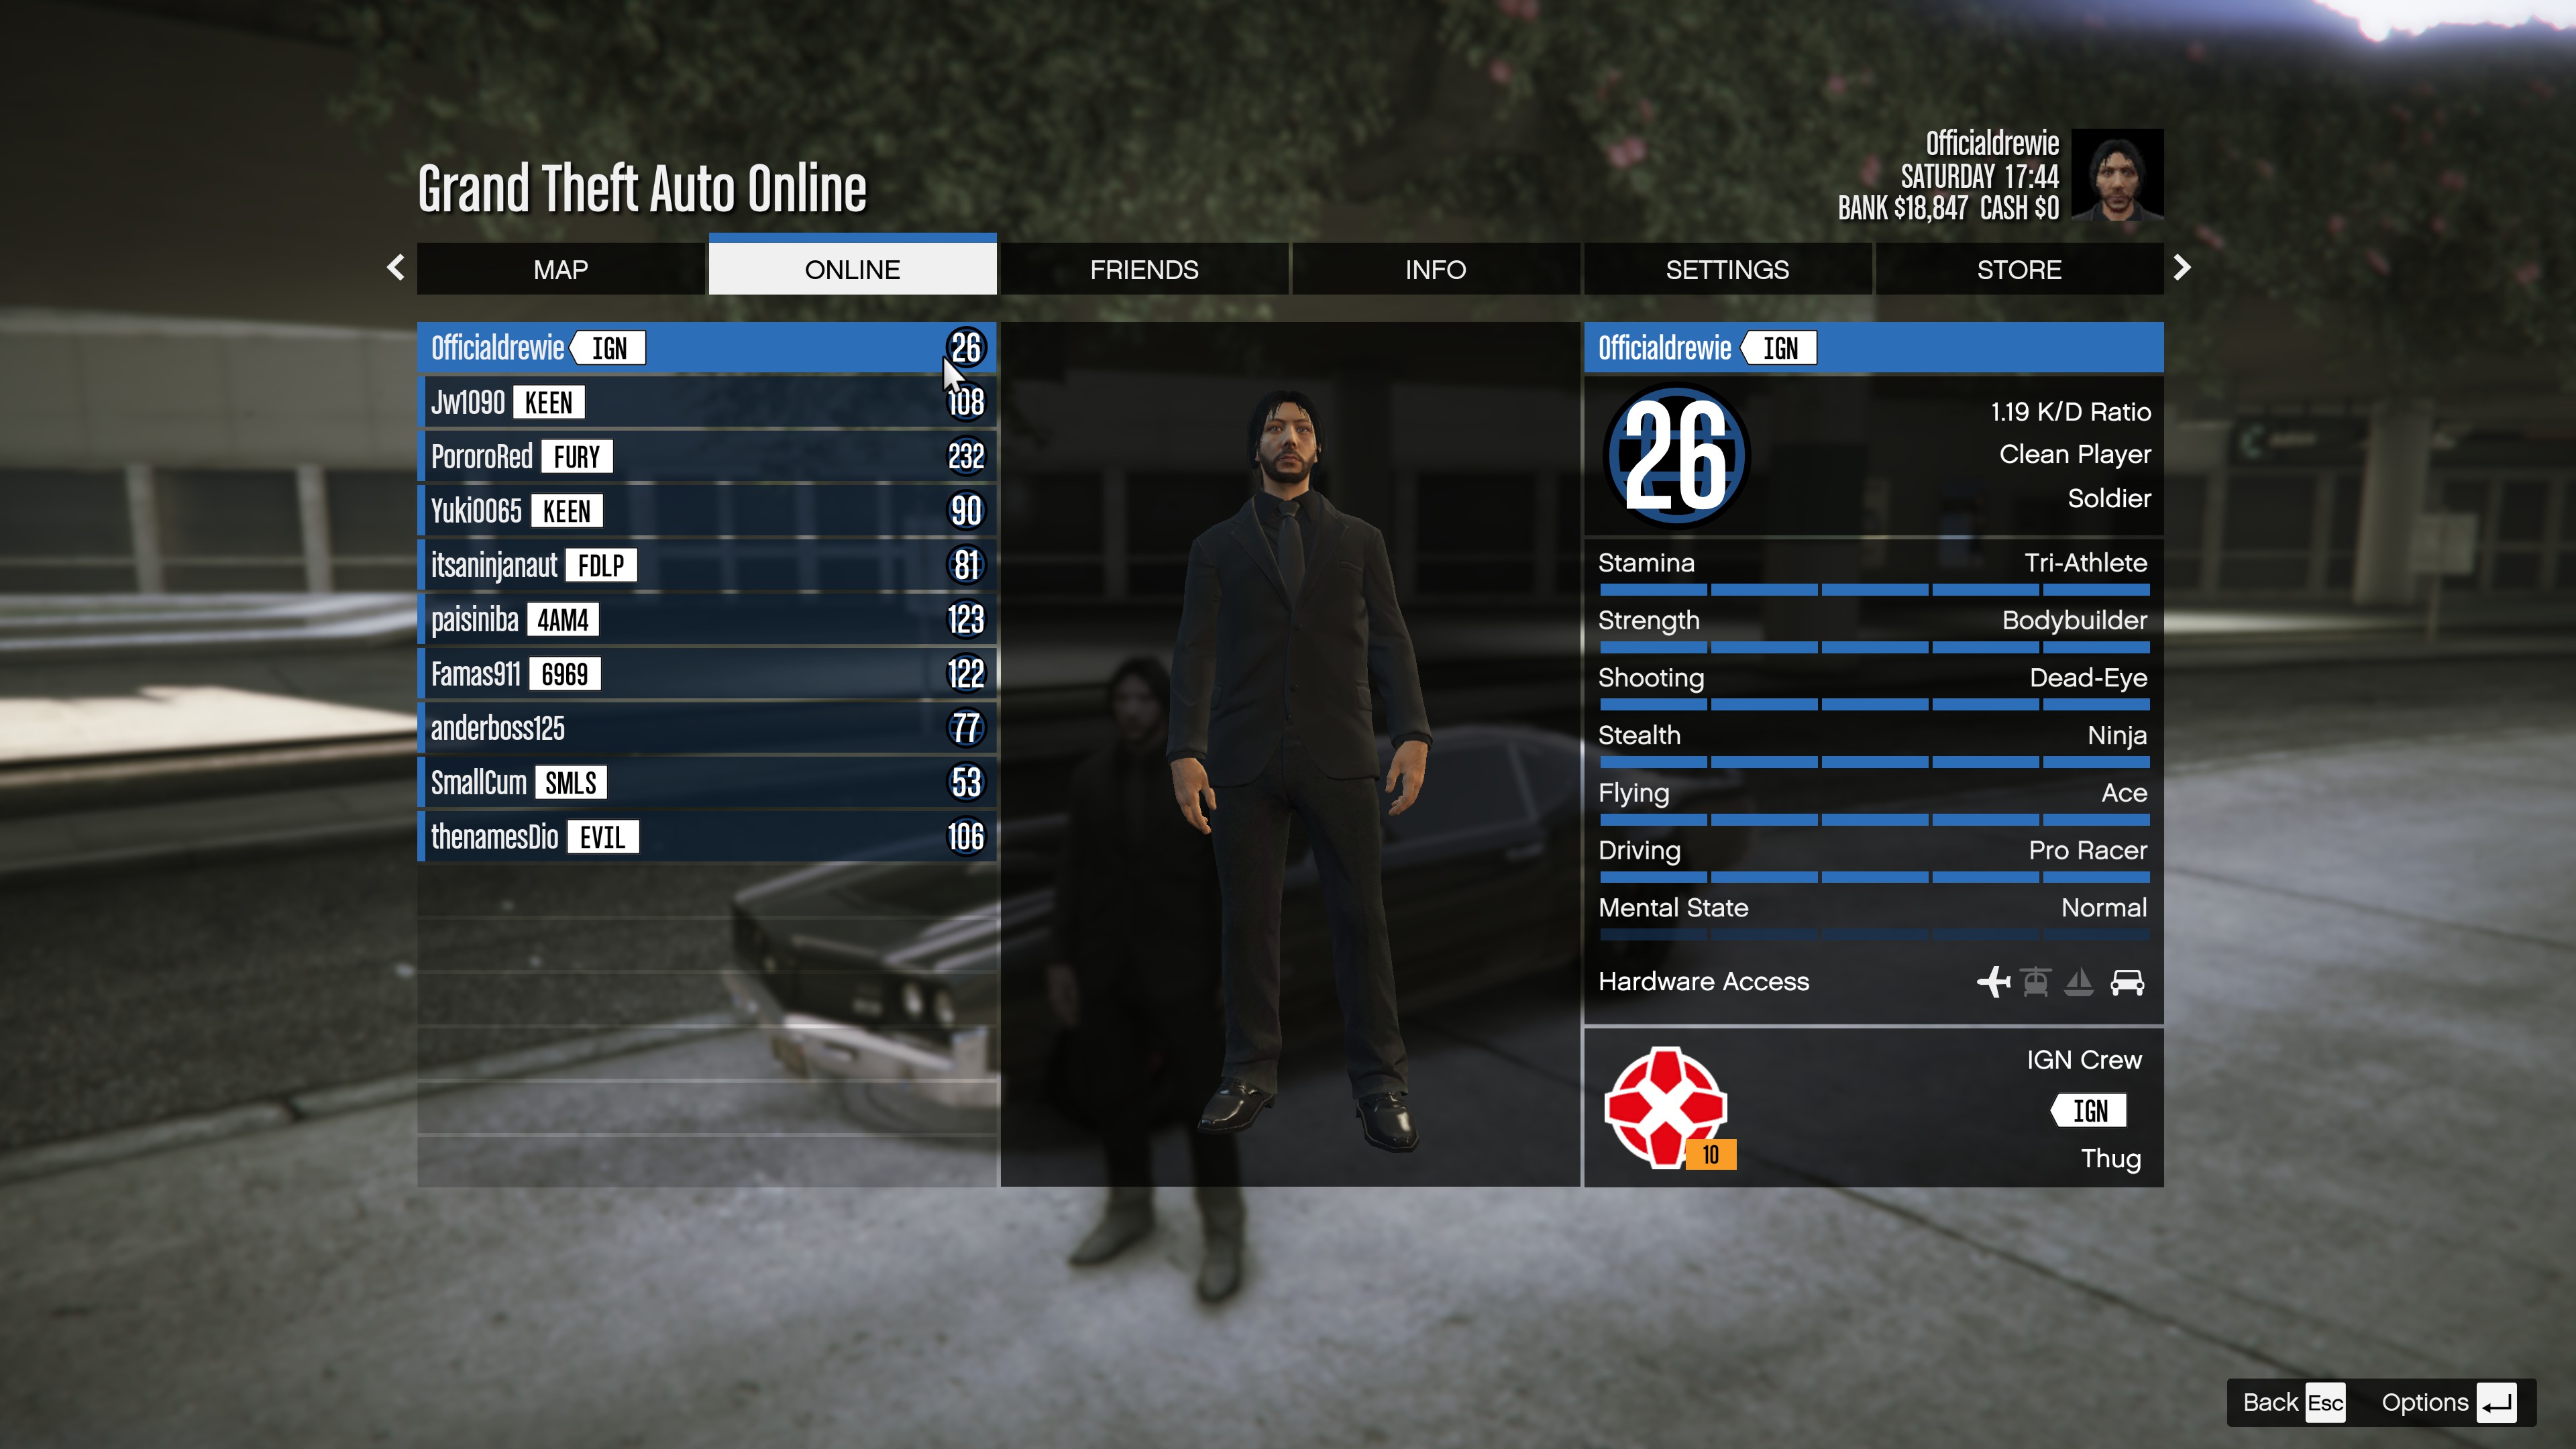 Grand Theft Auto Online
Officialdrewie
SATURDAY 17:44
BANK $18,847 CASH $0
MAP
ONLINE
FRIENDS
INFO
SETTINGS
STORE
Officialdrewie IGN 26
Jw1090 KEEN 108
PororoRed FURY 232
Yuki0065 KEEN 90
itsaninjanaut FDLP 81
paisiniba 4AM4 123
Famas911 6969 122
anderboss125 77
SmallCum SMLS 53
thenamesDio EVIL 106
Officialdrewie IGN
26
1.19 K/D Ratio
Clean Player
Soldier
Stamina Tri-Athlete
Strength Bodybuilder
Shooting Dead-Eye
Stealth Ninja
Flying Ace
Driving Pro Racer
Mental State Normal
Hardware Access
10
IGN Crew
IGN
Thug
Back Esc Options